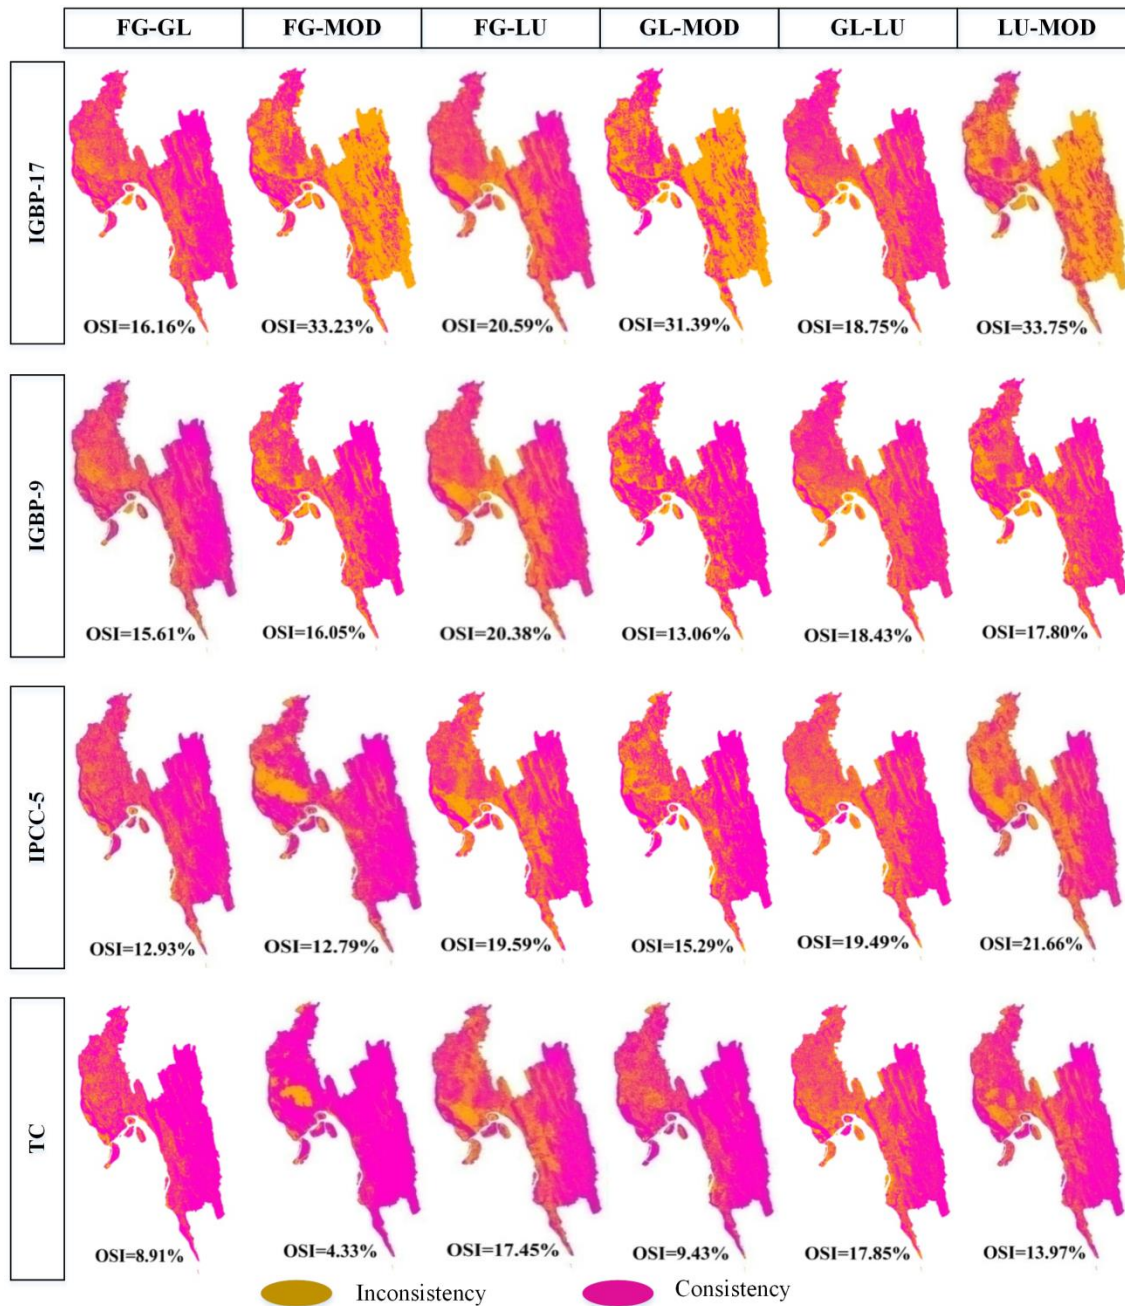 FG-GL FG-MOD FG-LU GL-MOD GL-LU LU-MOD
IGBP-17
OSI=16.16% OSI=33.23% OSI=20.59% OSI=31.39% OSI=18.75% OSI=33.75%
IGBP-9
OSI=15.61% OSI=16.05% OSI=20.38% OSI=13.06% OSI=18.43% OSI=17.80%
IPCC-5
OSI=12.93% OSI=12.79% OSI=19.59% OSI=15.29% OSI=19.49% OSI=21.66%
TC
OSI=8.91% OSI=4.33% OSI=17.45% OSI=9.43% OSI=17.85% OSI=13.97%
Inconsistency Consistency